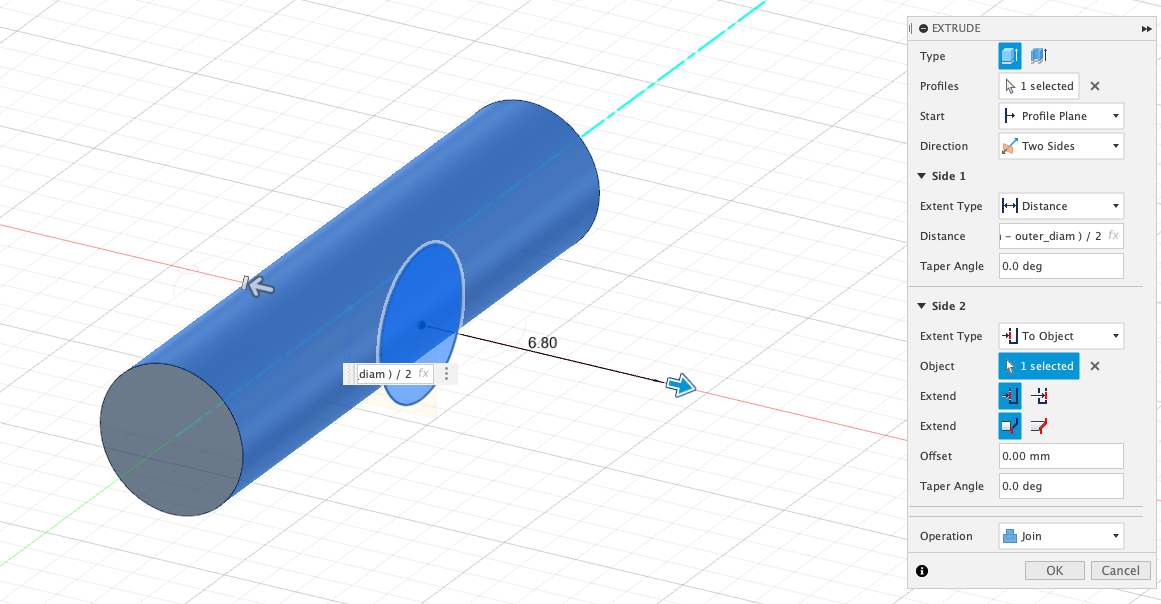 EXTRUDE
Type
Profiles 1 selected
Start Profile Plane
Direction Two Sides
Side 1
Extent Type Distance
Distance - outer_diam ) / 2 fx
Taper Angle 0.0 deg
Side 2
Extent Type To Object
Object 1 selected
Extend
Extend
Offset 0.00 mm
Taper Angle 0.0 deg
Operation Join
OK Cancel
6.80
diam ) / 2 fx